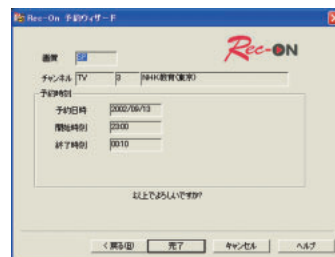 Rec-On 予約ウィザード
Rec-ON
画質 SP
チャンネル TV 3 NHK教育(東京)
予約時刻
予約日時 2002/09/13
開始時刻 23:00
終了時刻 00:10
以上でよろしいですか?
< 戻る(B) 完了 キャンセル ヘルプ